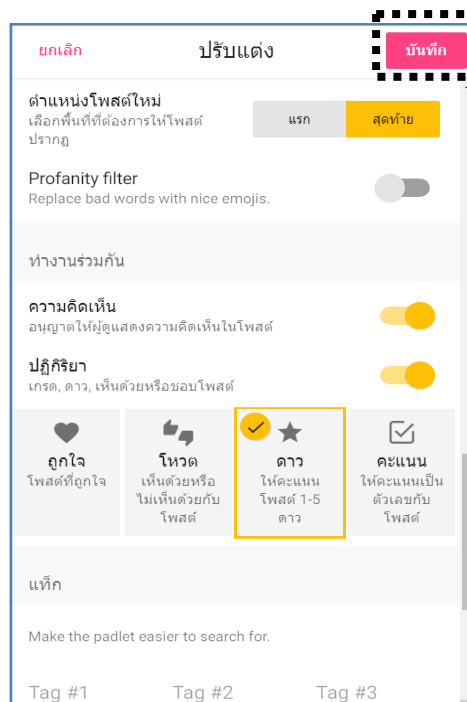 ยกเลิก ปรับแต่ง บันทึก
ตำแหน่งโพสต์ใหม่
เลือกพื้นที่ที่ต้องการให้โพสต์
ปรากฏ
แรก สุดท้าย
Profanity filter
Replace bad words with nice emojis.
ทำงานร่วมกัน
ความคิดเห็น
อนุญาตให้ผู้ดูแสดงความคิดเห็นในโพสต์
ปฏิกิริยา
เกรด, ดาว, เห็นด้วยหรือชอบโพสต์
ถูกใจ
โพสต์ที่ถูกใจ
โหวต
เห็นด้วยหรือ
ไม่เห็นด้วยกับ
โพสต์
ดาว
ให้คะแนน
โพสต์ 1-5
ดาว
คะแนน
ให้คะแนนเป็น
ตัวเลขกับ
โพสต์
แท็ก
Make the padlet easier to search for.
Tag #1 Tag #2 Tag #3